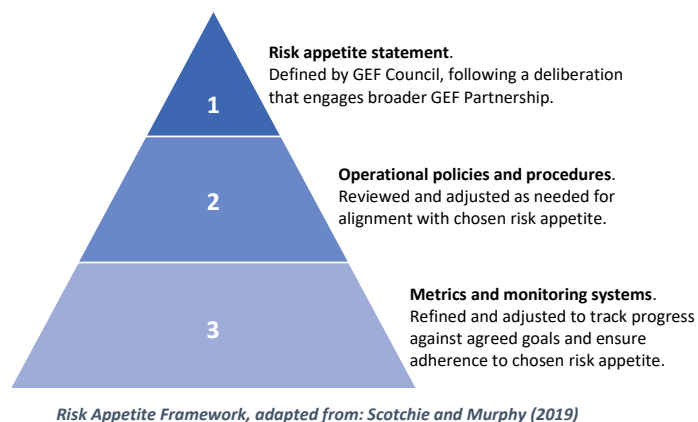 1
Risk appetite statement.
Defined by GEF Council, following a deliberation
that engages broader GEF Partnership.
2
Operational policies and procedures.
Reviewed and adjusted as needed for
alignment with chosen risk appetite.
3
Metrics and monitoring systems.
Refined and adjusted to track progress
against agreed goals and ensure
adherence to chosen risk appetite.
Risk Appetite Framework, adapted from: Scotchie and Murphy (2019)